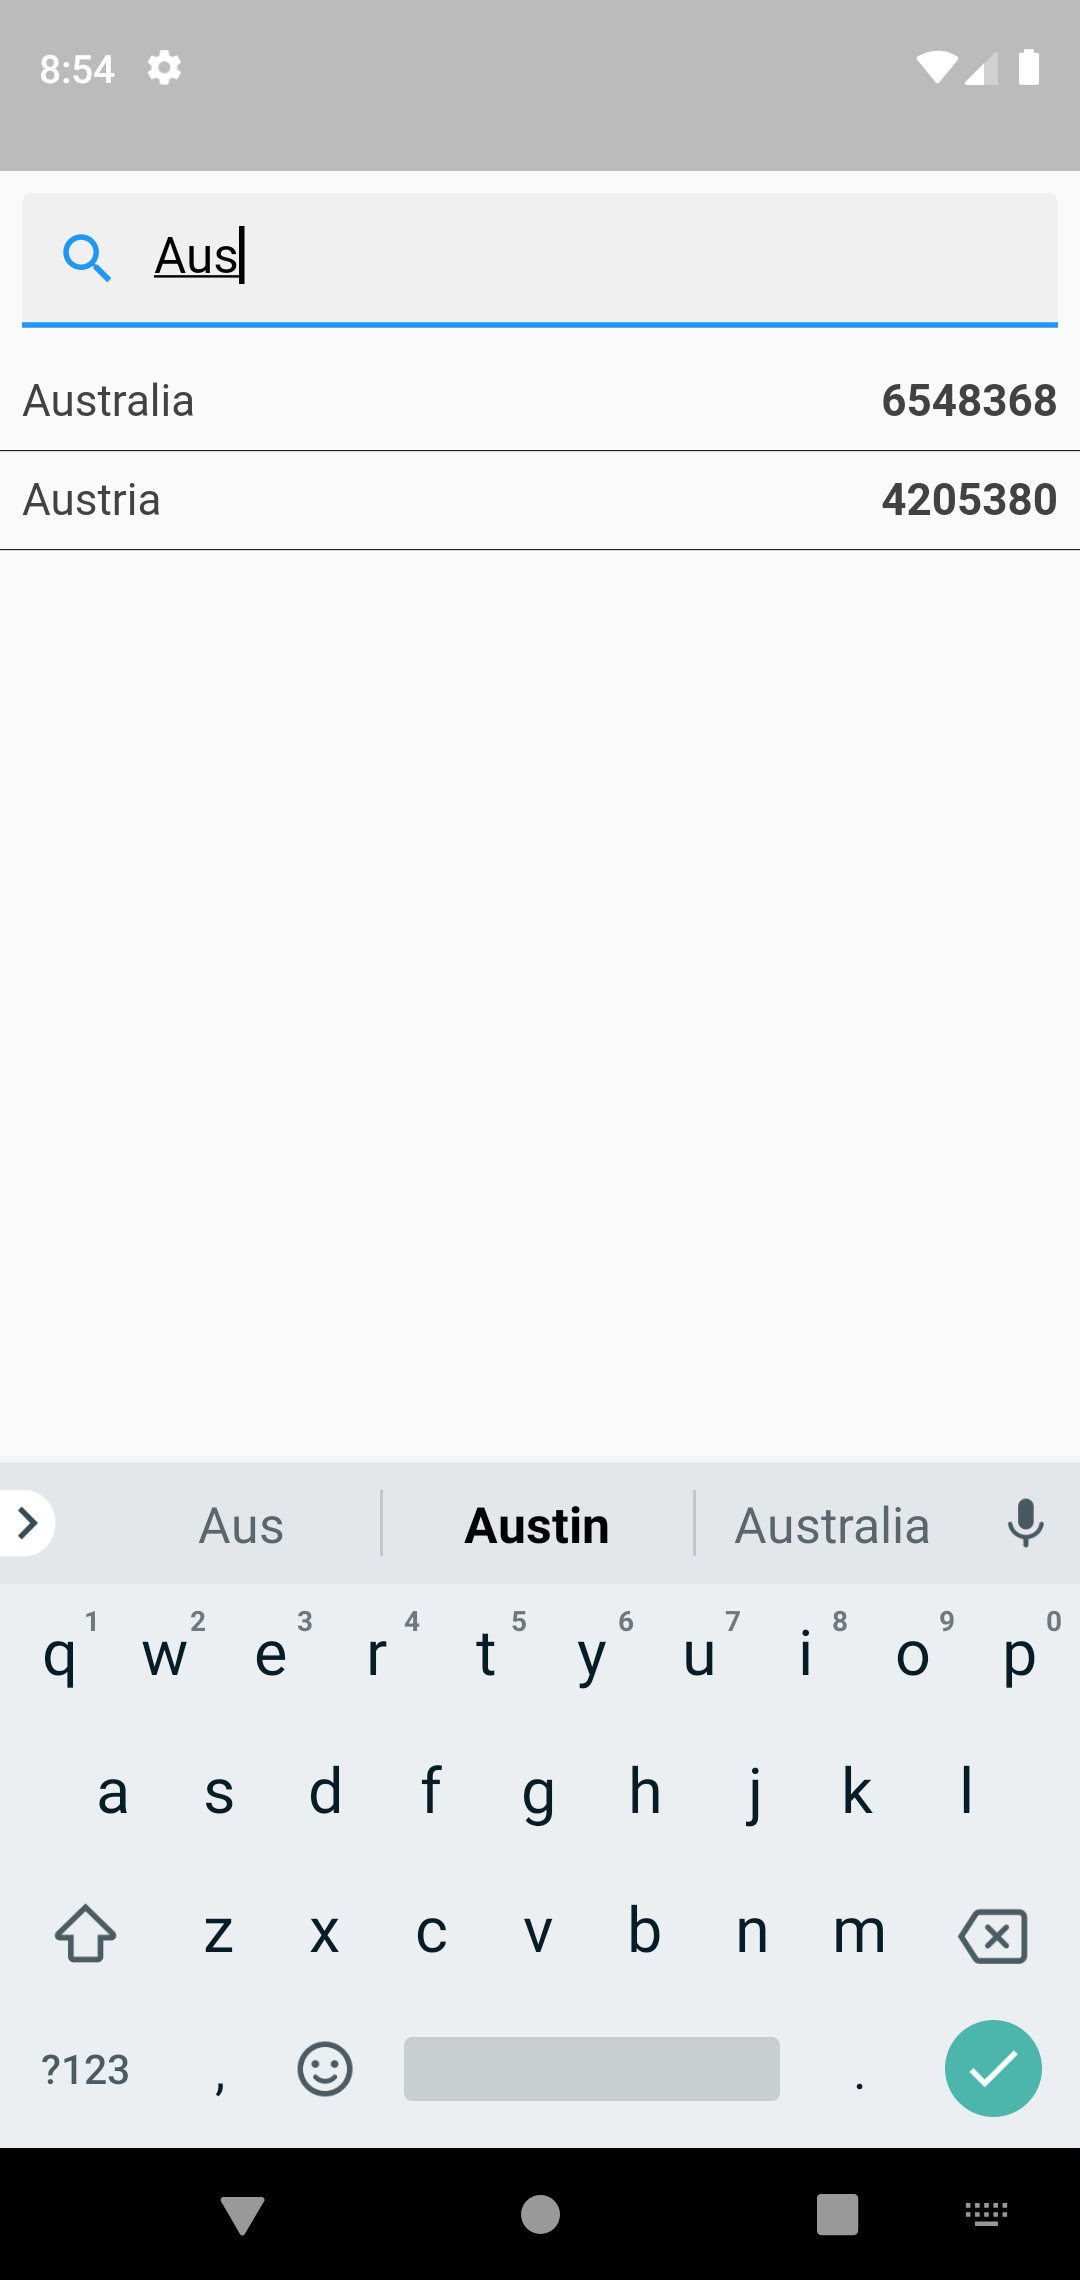 8:54
Aus
Australia 6548368
Austria 4205380
Aus Austin Australia
1 2 3 4 5 6 7 8 9 0
q w e r t y u i o p
a s d f g h j k l
z x c v b n m
?123 , .